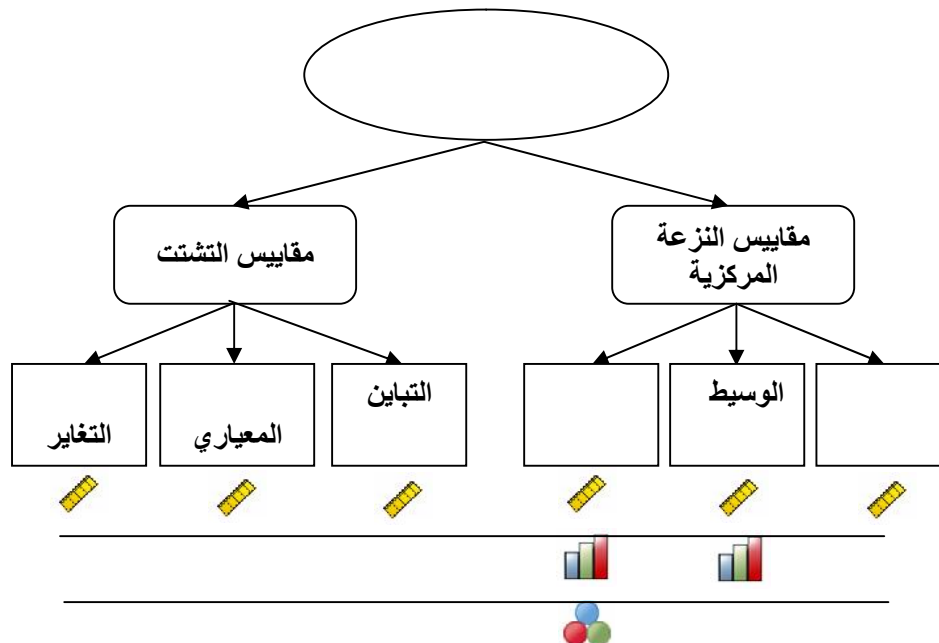 مقاييس النزعة
المركزية
مقاييس التشتت
الوسيط
التباين
المعياري
التغاير